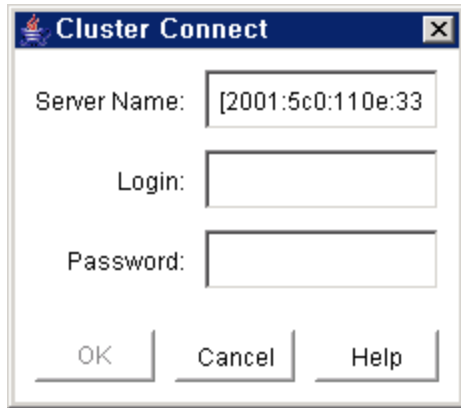 Cluster Connect
Server Name: [2001:5c0:110e:33
Login:
Password:
OK Cancel Help